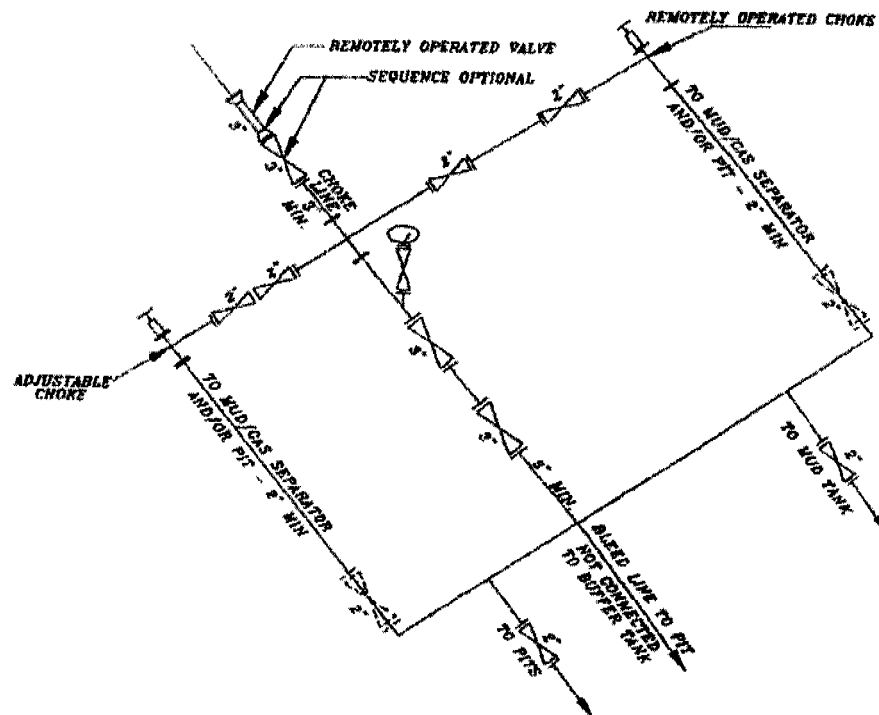 REMOTELY OPERATED CHOKE
REMOTELY OPERATED VALVE
SEQUENCE OPTIONAL
3"
3"
CHOKE
LINE
3"
MIN.
2"
2"
2"
2"
TO MUD/GAS SEPARATOR
AND/OR PIT - 2" MIN
2"
ADJUSTABLE
CHOKE
TO MUD/GAS SEPARATOR
AND/OR PIT - 2" MIN
2"
3"
3"
3" MIN.
BLEED LINE TO PIT
NOT CONNECTED
TO BUFFER TANK
2"
TO MUD TANK
2"
TO PITS